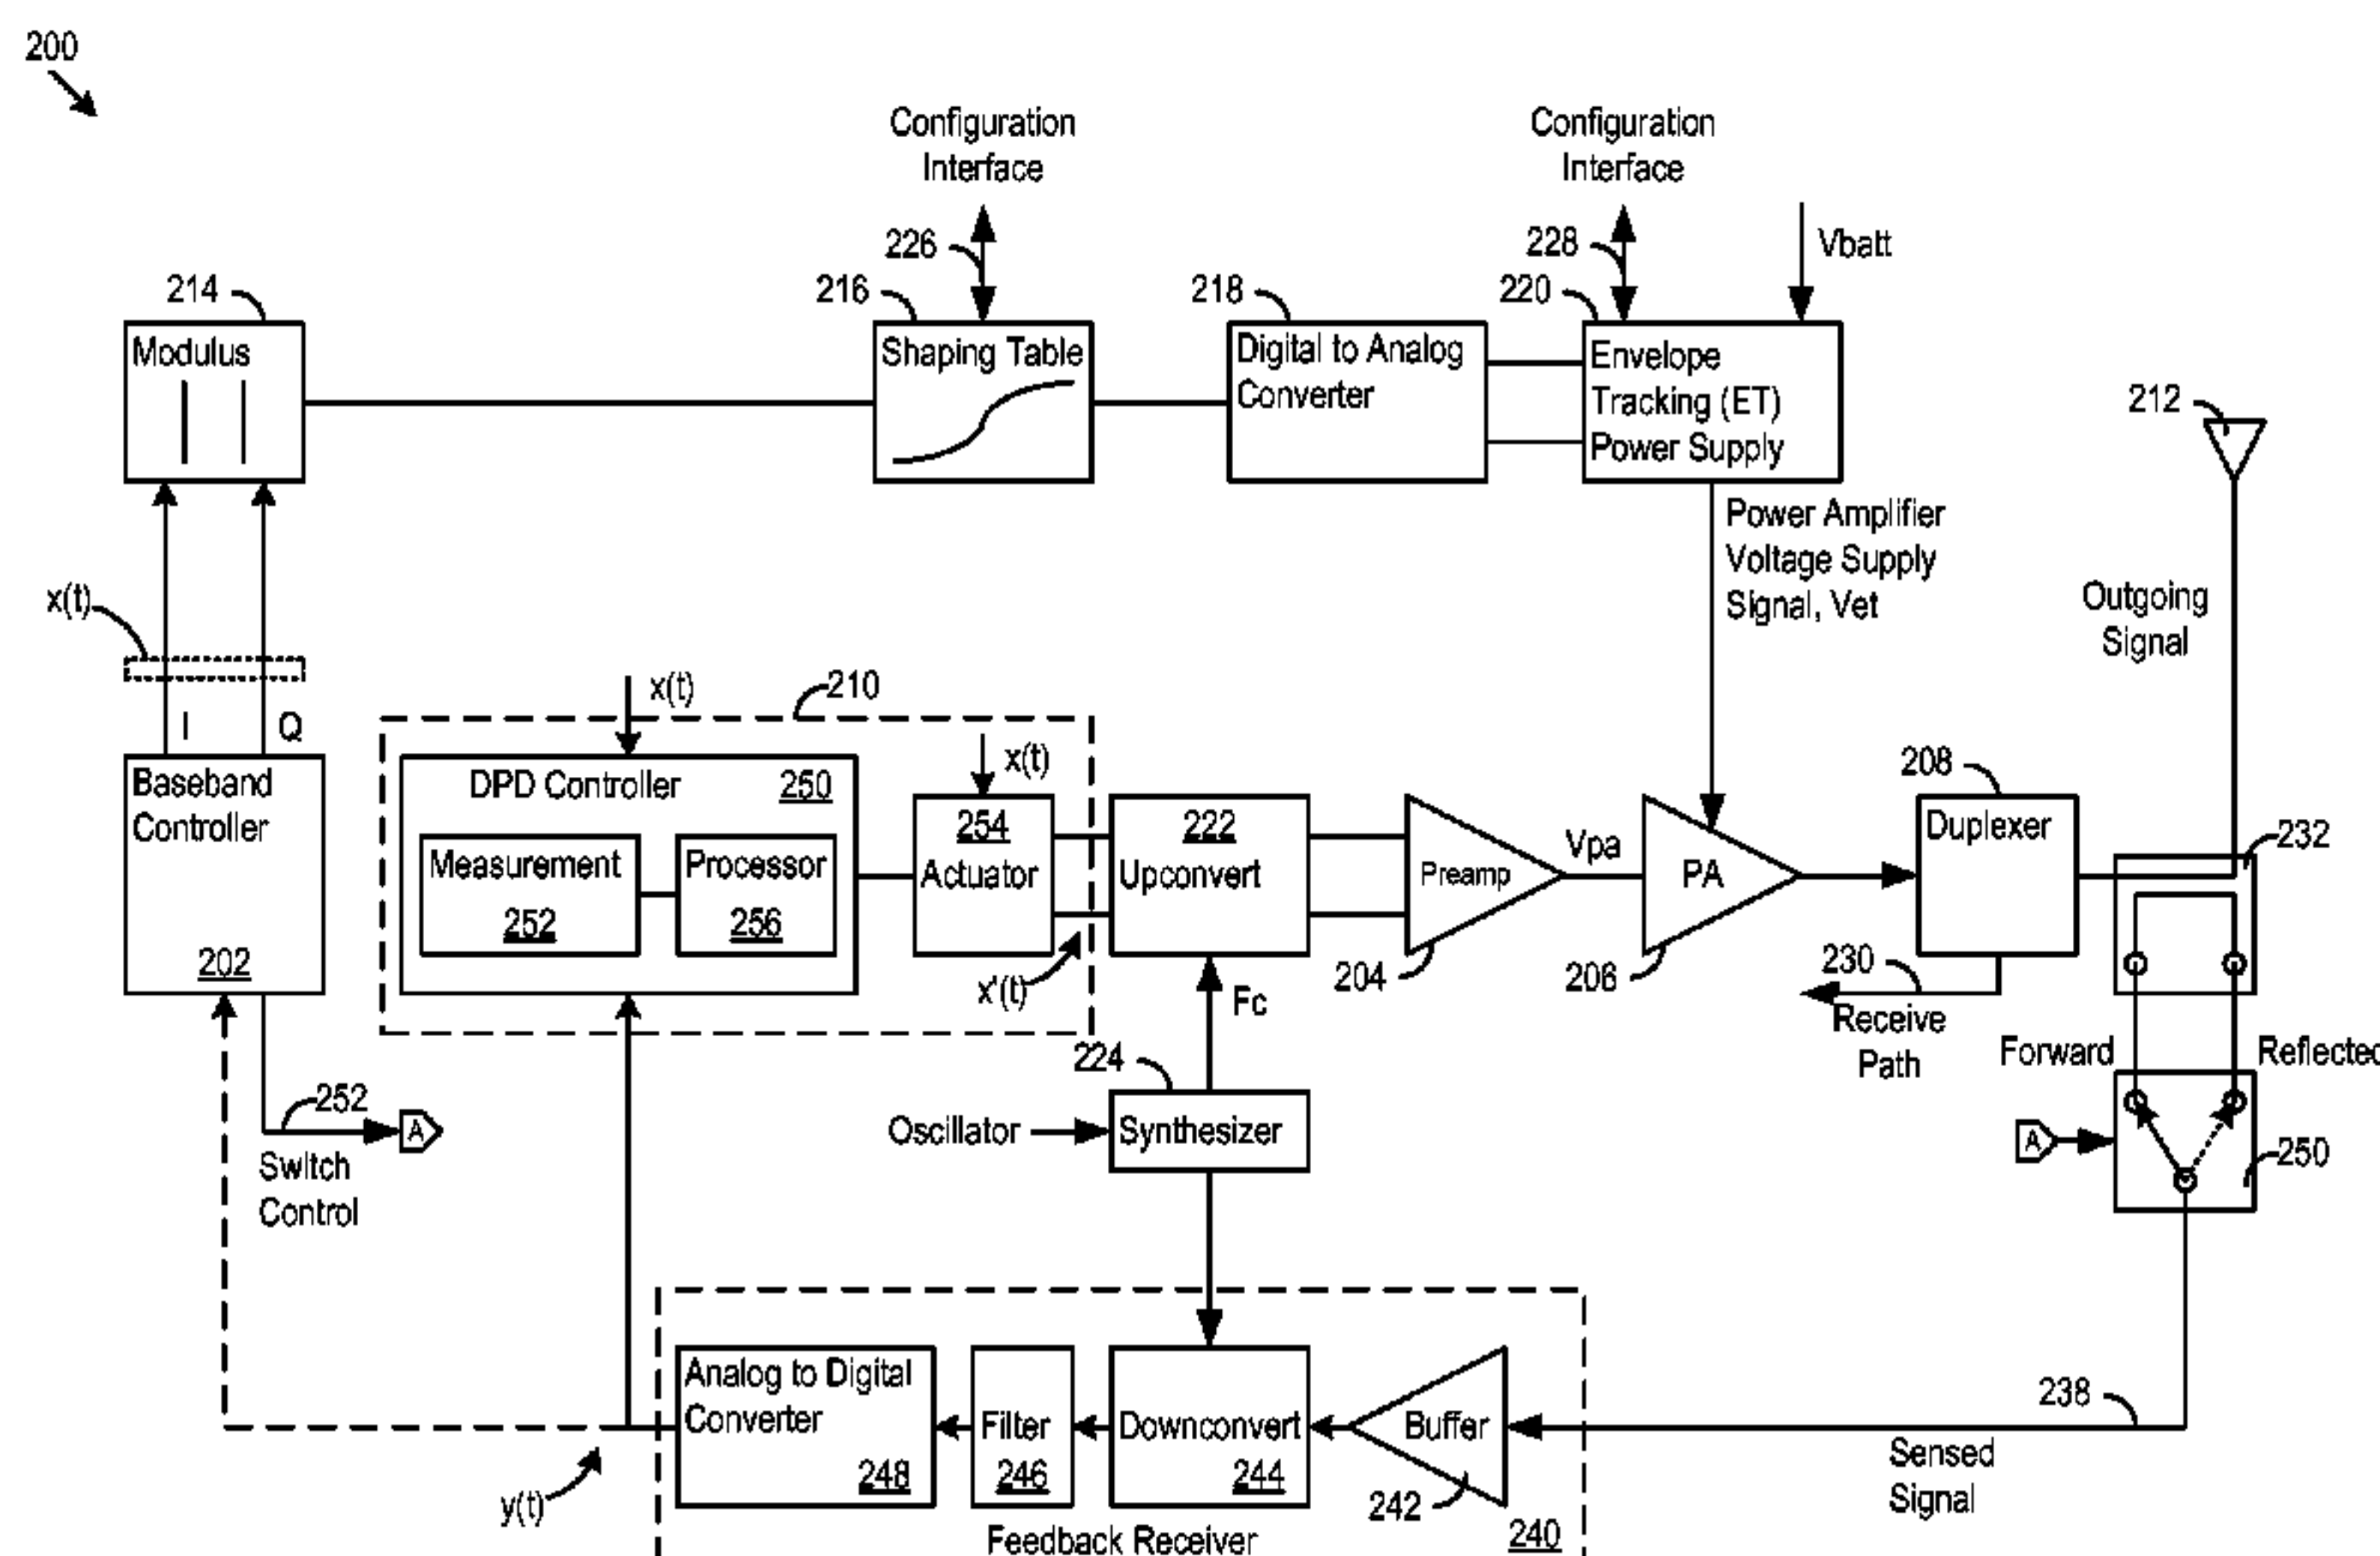 200
Configuration
Interface
226
Configuration
Interface
228
Vbatt
214
Modulus
216
Shaping Table
218
Digital to Analog
Converter
220
Envelope
Tracking (ET)
Power Supply
212
Power Amplifier
Voltage Supply
Signal, Vet
Outgoing
Signal
x(t)
I
Q
Baseband
Controller
202
x(t)
210
DPD Controller
250
Measurement
252
Processor
256
x(t)
254
Actuator
x'(t)
222
Upconvert
Preamp
204
Vpa
PA
206
208
Duplexer
232
230
Receive
Path
Forward
Reflected
Fc
224
Oscillator
Synthesizer
252
A
Switch
Control
A
250
Analog to Digital
Converter
248
Filter
246
Downconvert
244
Buffer
242
238
Sensed
Signal
y(t)
Feedback Receiver
240